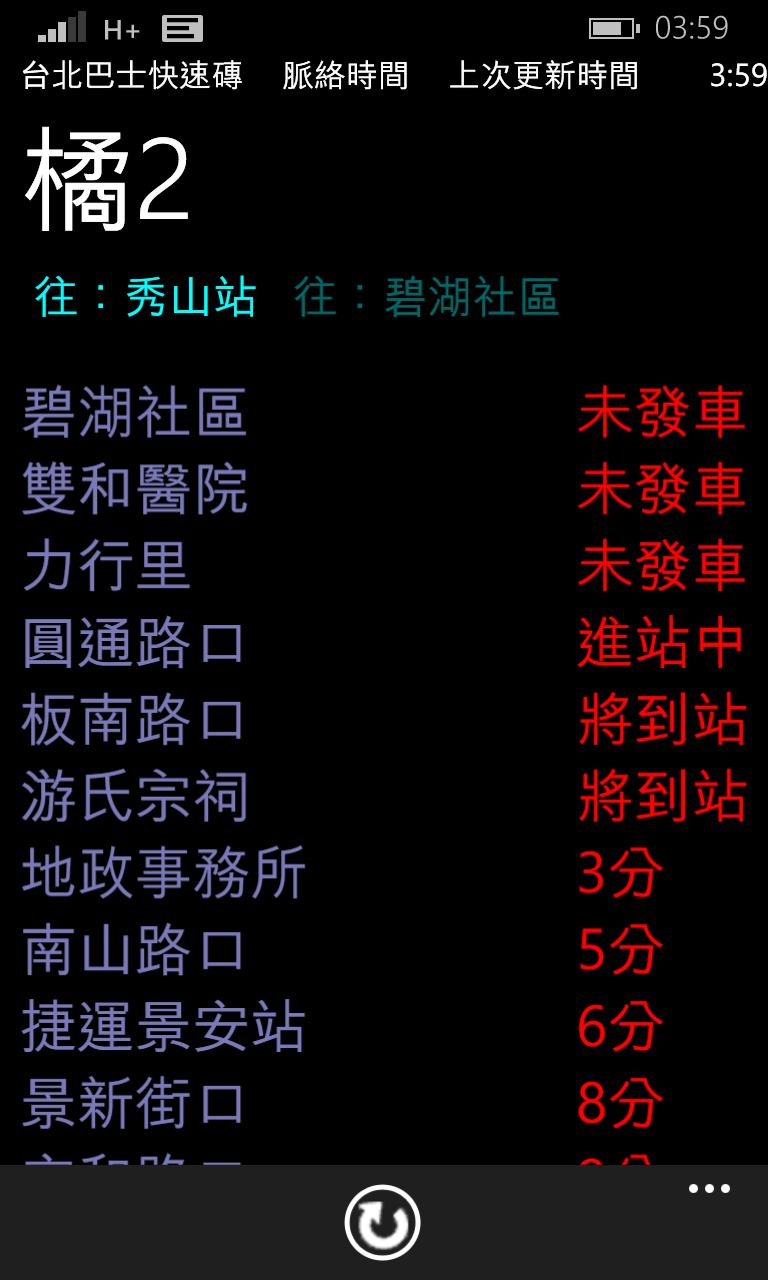 H+ 03:59
台北巴士快速磚 脈絡時間 上次更新時間 3:59
橘2
往：秀山站 往：碧湖社區
碧湖社區 未發車
雙和醫院 未發車
力行里 未發車
圓通路口 進站中
板南路口 將到站
游氏宗祠 將到站
地政事務所 3分
南山路口 5分
捷運景安站 6分
景新街口 8分